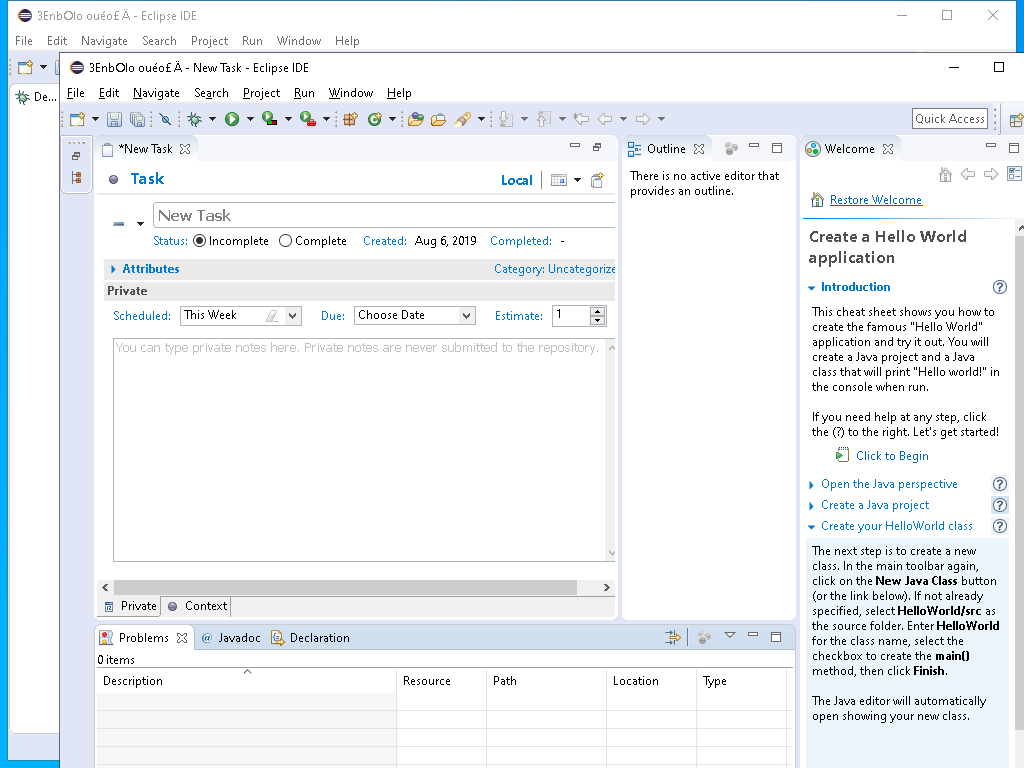 3EnbOlo ouéo£ Ä - Eclipse IDE
File Edit Navigate Search Project Run Window Help
De...
3EnbOlo ouéo£ Ä - New Task - Eclipse IDE
File Edit Navigate Search Project Run Window Help
Quick Access
*New Task
Task
Local
New Task
Status: Incomplete Complete Created: Aug 6, 2019 Completed: -
Attributes
Category: Uncategorize
Private
Scheduled: This Week Due: Choose Date Estimate: 1
You can type private notes here. Private notes are never submitted to the repository.
Private Context
Outline
There is no active editor that
provides an outline.
Welcome
Restore Welcome
Create a Hello World
application
Introduction
This cheat sheet shows you how to
create the famous "Hello World"
application and try it out. You will
create a Java project and a Java
class that will print "Hello world!" in
the console when run.
If you need help at any step, click
the (?) to the right. Let's get started!
Click to Begin
Open the Java perspective
Create a Java project
Create your HelloWorld class
The next step is to create a new
class. In the main toolbar again,
click on the New Java Class button
(or the link below). If not already
specified, select HelloWorld/src as
the source folder. Enter HelloWorld
for the class name, select the
checkbox to create the main()
method, then click Finish.
The Java editor will automatically
open showing your new class.
Problems Javadoc Declaration
0 items
Description Resource Path Location Type